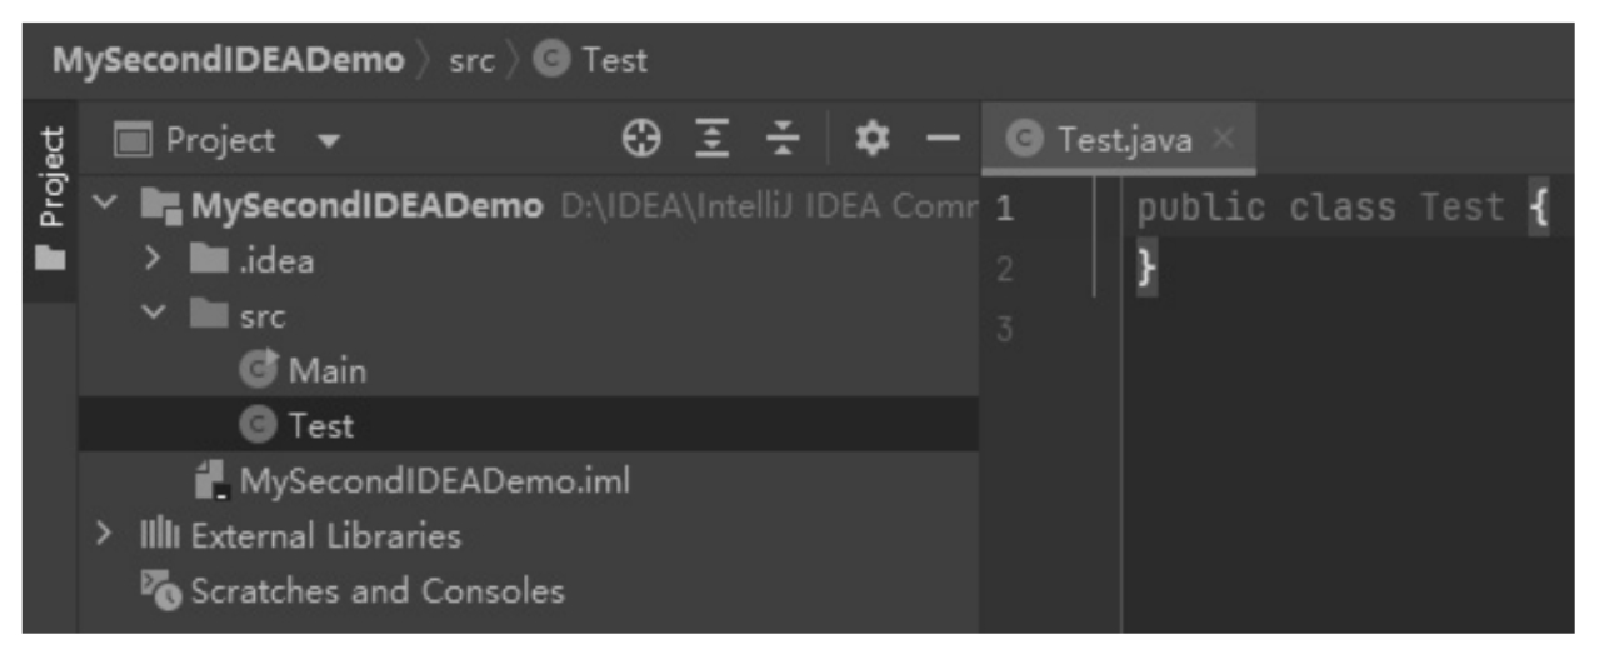 MySecondIDEADemo 〉 src 〉 Test
Project
Project
Test.java
MySecondIDEADemo D:\IDEA\IntelliJ IDEA Comm
.idea
src
Main
Test
MySecondIDEADemo.iml
External Libraries
Scratches and Consoles
1 public class Test {
2 }
3